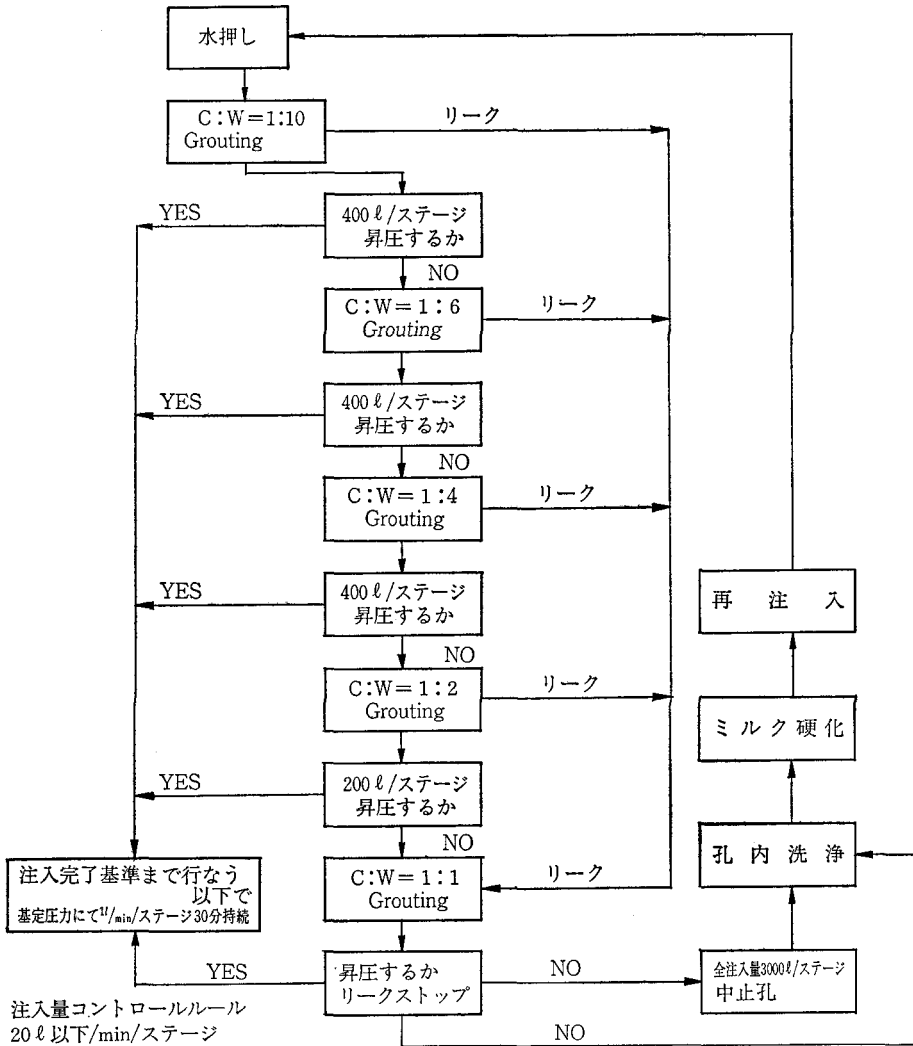 水押し
C:W=1:10
Grouting
リーク
400ℓ/ステージ
昇圧するか
YES
NO
C:W=1:6
Grouting
リーク
400ℓ/ステージ
昇圧するか
YES
NO
C:W=1:4
Grouting
リーク
400ℓ/ステージ
昇圧するか
YES
NO
C:W=1:2
Grouting
リーク
200ℓ/ステージ
昇圧するか
YES
NO
C:W=1:1
Grouting
リーク
昇圧するか
リークストップ
YES
NO
NO
注入完了基準まで行なう
以下で
基定圧力にて1ℓ/min/ステージ30分持続
全注入量3000ℓ/ステージ
中止孔
孔内洗浄
ミルク硬化
再注入
注入量コントロールルール
20ℓ以下/min/ステージ